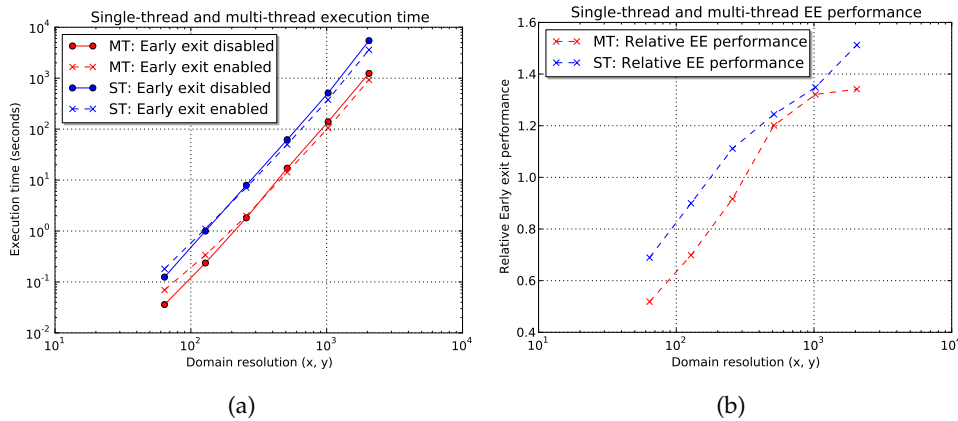 Single-thread and multi-thread execution time
10^4
10^3
10^2
10^1
10^0
10^-1
10^-2
Execution time (seconds)
MT: Early exit disabled
MT: Early exit enabled
ST: Early exit disabled
ST: Early exit enabled
10^1 10^2 10^3 10^4
Domain resolution (x, y)
(a)
Single-thread and multi-thread EE performance
1.6
1.4
1.2
1.0
0.8
0.6
0.4
Relative Early exit performance
MT: Relative EE performance
ST: Relative EE performance
10^1 10^2 10^3 10^4
Domain resolution (x, y)
(b)